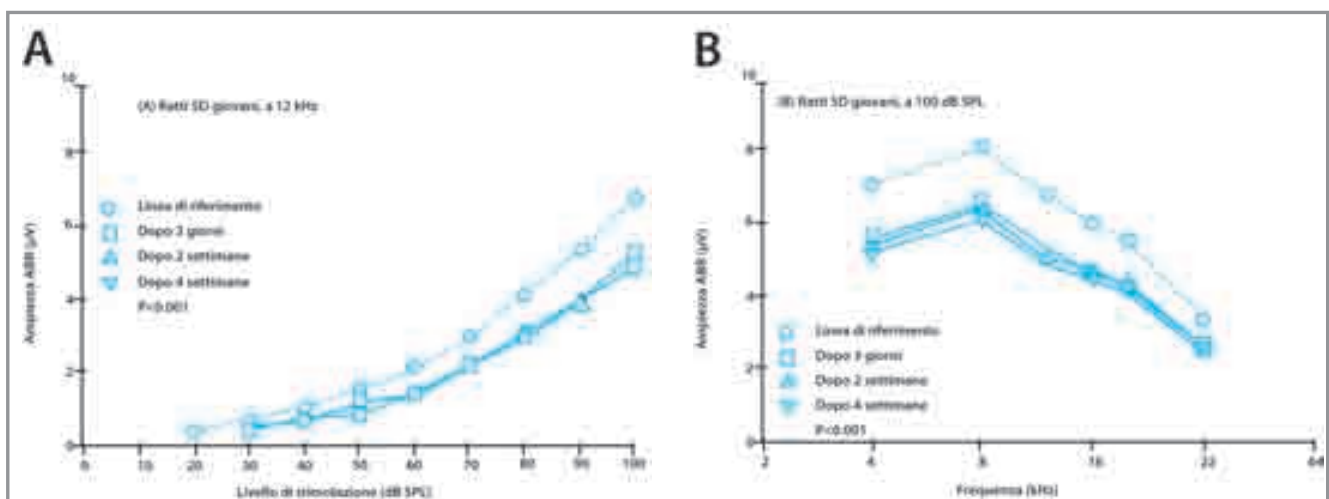 A
10
(A) Ratti SD giovani, a 12 kHz
8
6
4
2
0
Ampiezza ABR (µV)
Linea di riferimento
Dopo 3 giorni
Dopo 2 settimane
Dopo 4 settimane
P<0.001
0 10 20 30 40 50 60 70 80 90 100
Livello di stimolazione (dB SPL)
B
10
(B) Ratti SD giovani, a 100 dB SPL
8
6
4
2
0
Ampiezza ABR (µV)
Linea di riferimento
Dopo 3 giorni
Dopo 2 settimane
Dopo 4 settimane
P<0.001
2 4 8 16 32 64
Frequenza (kHz)